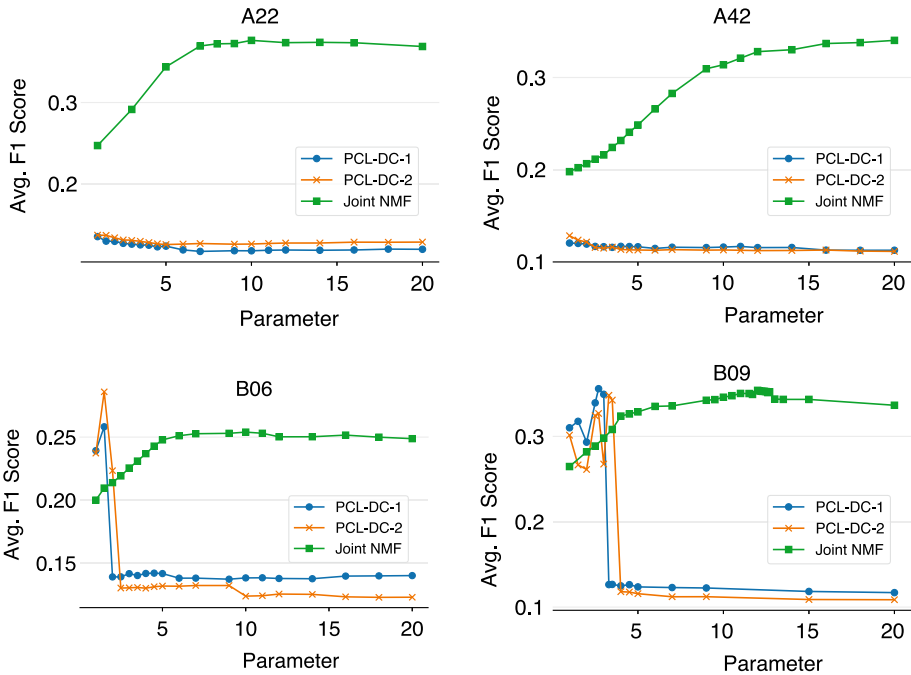 A22
Avg. F1 Score
0.3
0.2
PCL-DC-1
PCL-DC-2
Joint NMF
5 10 15 20
Parameter
A42
Avg. F1 Score
0.3
0.2
0.1
PCL-DC-1
PCL-DC-2
Joint NMF
5 10 15 20
Parameter
B06
Avg. F1 Score
0.25
0.20
0.15
PCL-DC-1
PCL-DC-2
Joint NMF
5 10 15 20
Parameter
B09
Avg. F1 Score
0.3
0.2
0.1
PCL-DC-1
PCL-DC-2
Joint NMF
5 10 15 20
Parameter